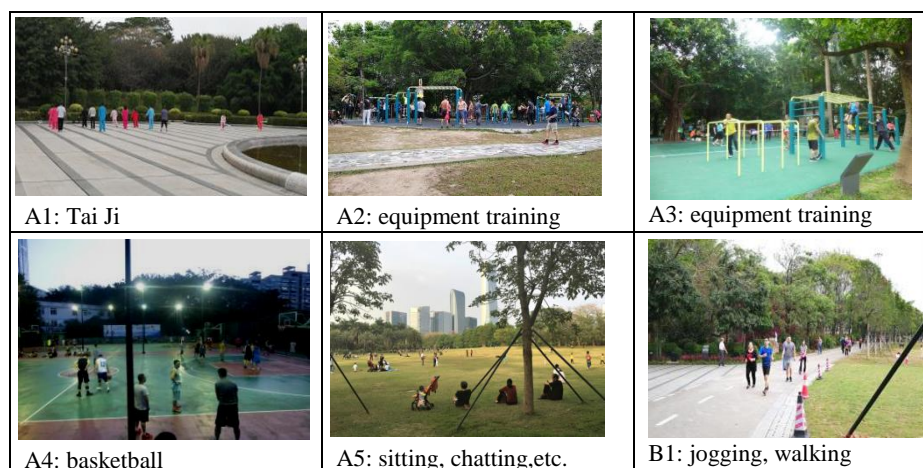 A1: Tai Ji
A2: equipment training
A3: equipment training
A4: basketball
A5: sitting, chatting,etc.
B1: jogging, walking